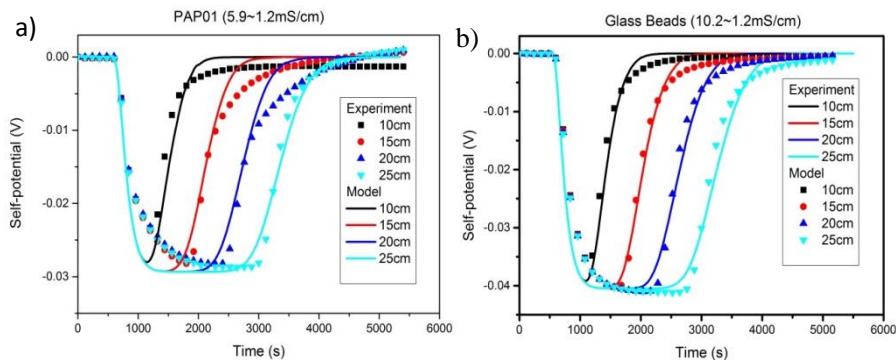 a)
PAP01 (5.9~1.2mS/cm)
0.00
-0.01
-0.02
-0.03
Self-potential (V)
Experiment
10cm
15cm
20cm
25cm
Model
10cm
15cm
20cm
25cm
0 1000 2000 3000 4000 5000 6000
Time (s)
b)
Glass Beads (10.2~1.2mS/cm)
0.00
-0.01
-0.02
-0.03
-0.04
Self-potential (V)
Experiment
10cm
15cm
20cm
25cm
Model
10cm
15cm
20cm
25cm
0 1000 2000 3000 4000 5000 6000
Time (s)